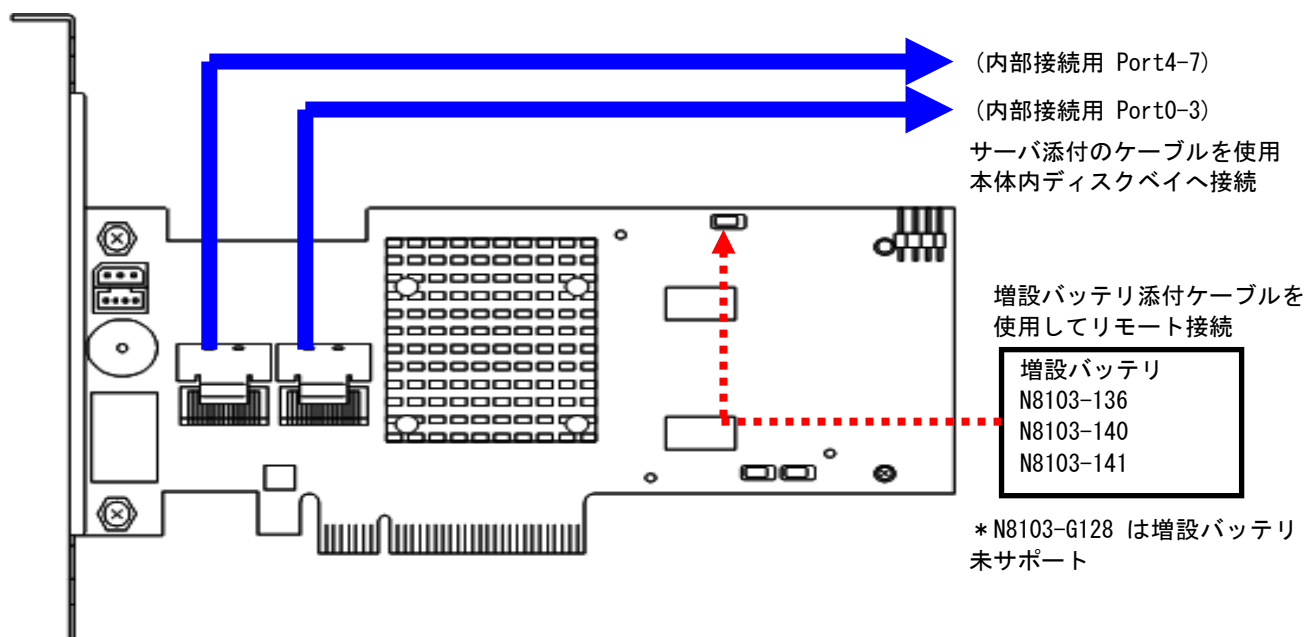 (内部接続用 Port4-7)
(内部接続用 Port0-3)
サーバ添付のケーブルを使用
本体内ディスクベイへ接続
増設バッテリ添付ケーブルを
使用してリモート接続
増設バッテリ
N8103-136
N8103-140
N8103-141
*N8103-G128 は増設バッテリ
未サポート